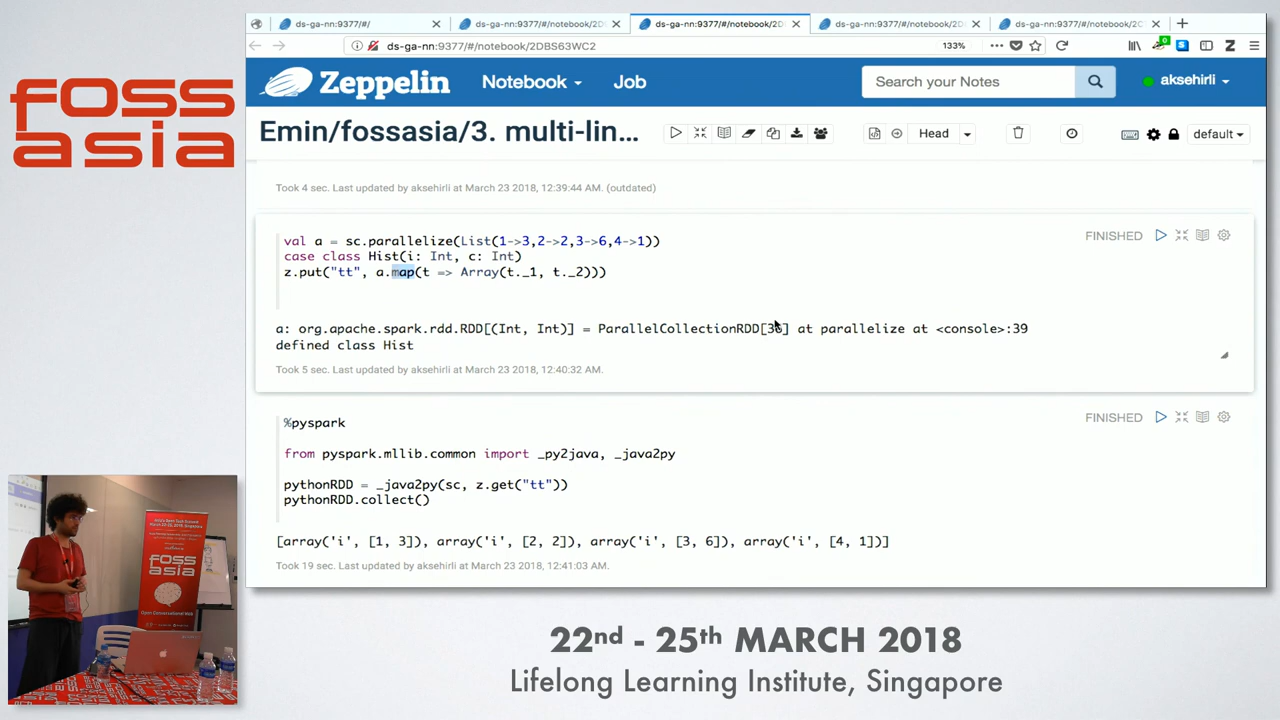 foss
asia
ds-ga-nn:9377/#/
ds-ga-nn:9377/#/notebook/2D
ds-ga-nn:9377/#/notebook/2DB
ds-ga-nn:9377/#/notebook/2D
ds-ga-nn:9377/#/notebook/2C
ds-ga-nn:9377/#/notebook/2DBS63WC2
133%
0
Zeppelin
Notebook
Job
Search your Notes
aksehirli
Emin/fossasia/3. multi-lin...
Head
default
Took 4 sec. Last updated by aksehirli at March 23 2018, 12:39:44 AM. (outdated)
val a = sc.parallelize(List(1->3,2->2,3->6,4->1))
FINISHED
case class Hist(i: Int, c: Int)
z.put("tt", a.map(t => Array(t._1, t._2)))
a: org.apache.spark.rdd.RDD[(Int, Int)] = ParallelCollectionRDD[36] at parallelize at <console>:39
defined class Hist
Took 5 sec. Last updated by aksehirli at March 23 2018, 12:40:32 AM.
%pyspark
FINISHED
from pyspark.mllib.common import _py2java, _java2py
pythonRDD = _java2py(sc, z.get("tt"))
pythonRDD.collect()
[array('i', [1, 3]), array('i', [2, 2]), array('i', [3, 6]), array('i', [4, 1])]
Took 19 sec. Last updated by aksehirli at March 23 2018, 12:41:03 AM.
FOSS
ASIA
22nd - 25th MARCH 2018
Lifelong Learning Institute, Singapore